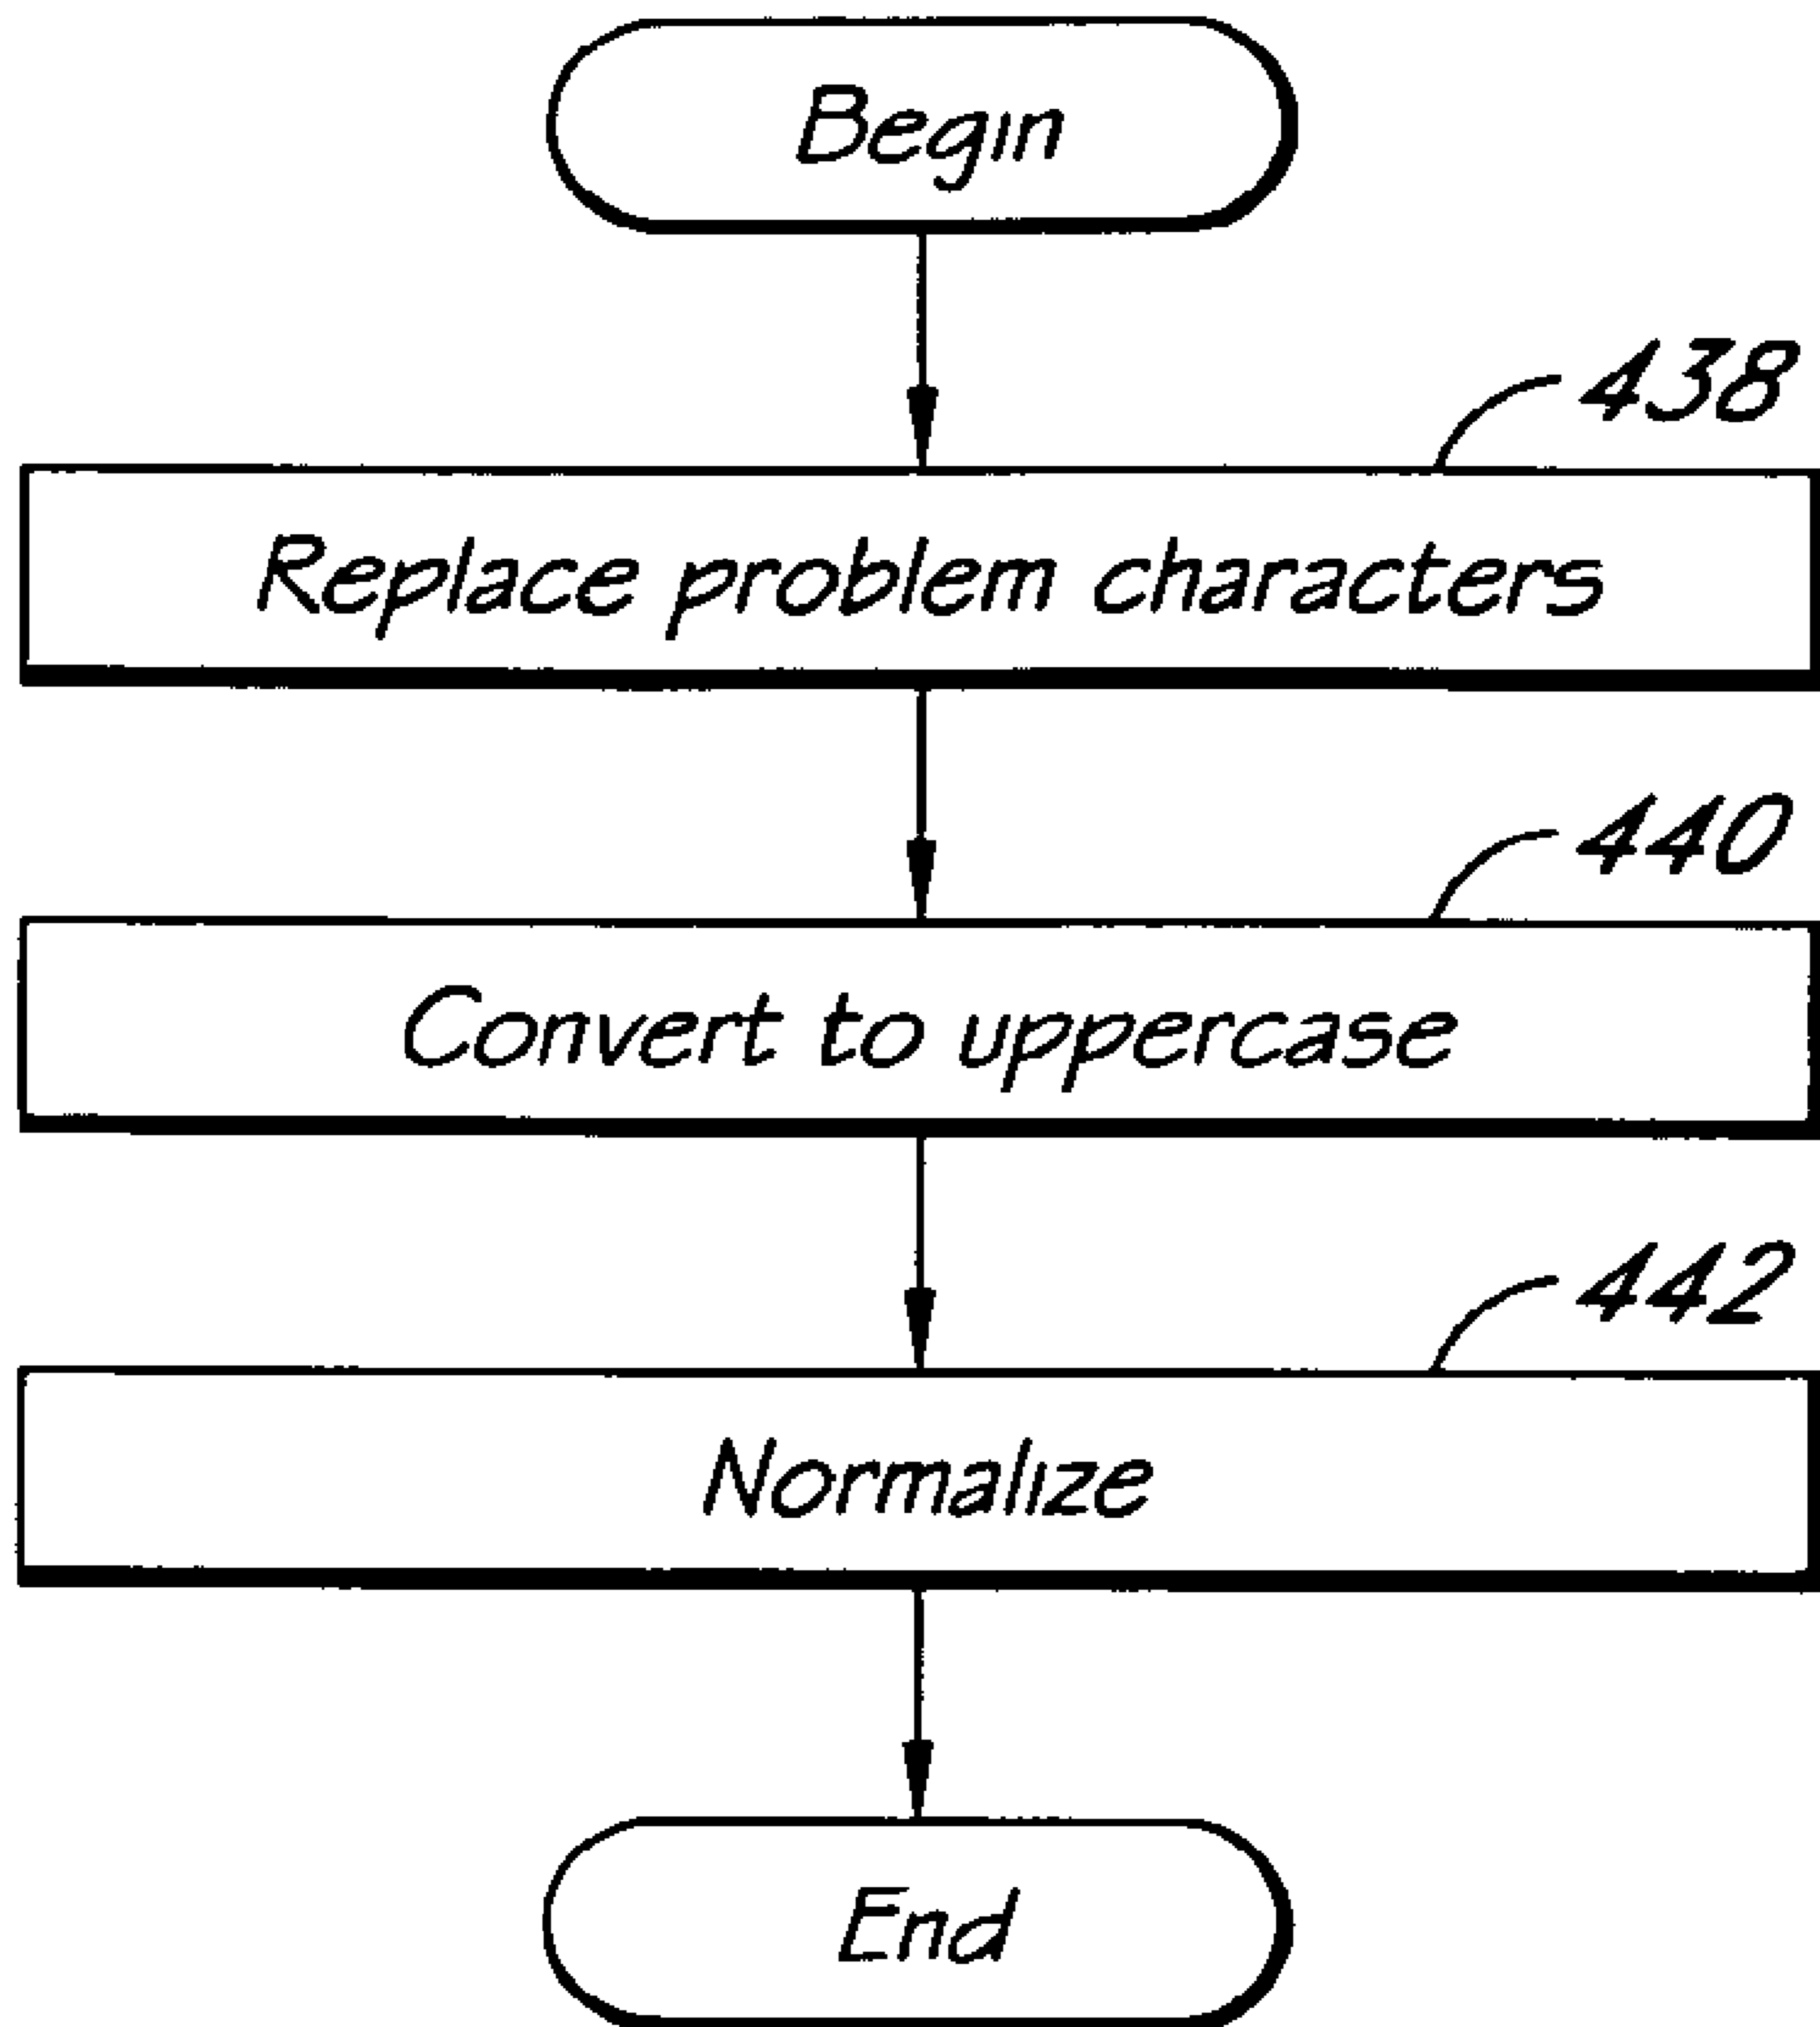 Begin
438
Replace problem characters
440
Convert to uppercase
442
Normalize
End